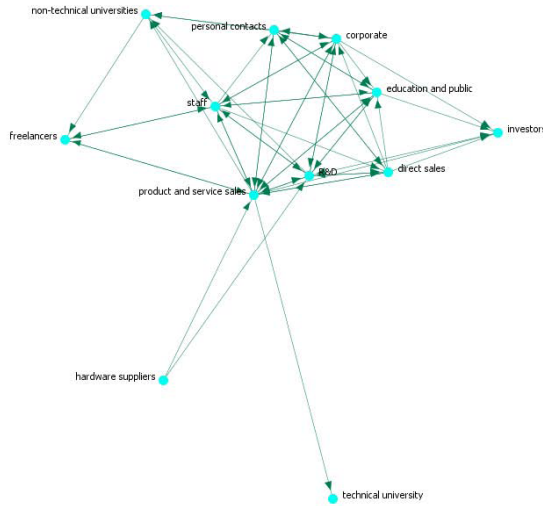 non-technical universities
personal contacts
corporate
education and public
staff
investors
freelancers
R&D
direct sales
product and service sales
hardware suppliers
technical university